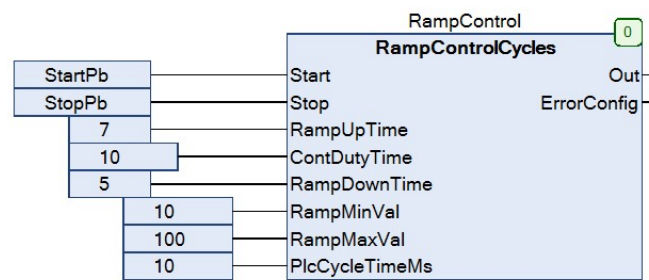 RampControl
0
RampControlCycles
StartPb Start Out
StopPb Stop ErrorConfig
7 RampUpTime
10 ContDutyTime
5 RampDownTime
10 RampMinVal
100 RampMaxVal
10 PlcCycleTimeMs